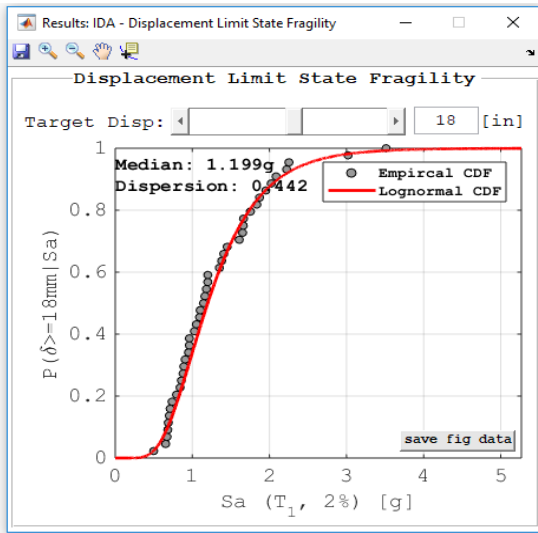 Results: IDA - Displacement Limit State Fragility
Displacement Limit State Fragility
Target Disp: 18 [in]
Median: 1.199g
Dispersion: 0.442
Empircal CDF
Lognormal CDF
1
0.8
0.6
0.4
0.2
0
P(δ>=18mm|Sa)
save fig data
0 1 2 3 4 5
Sa (T1, 2%) [g]